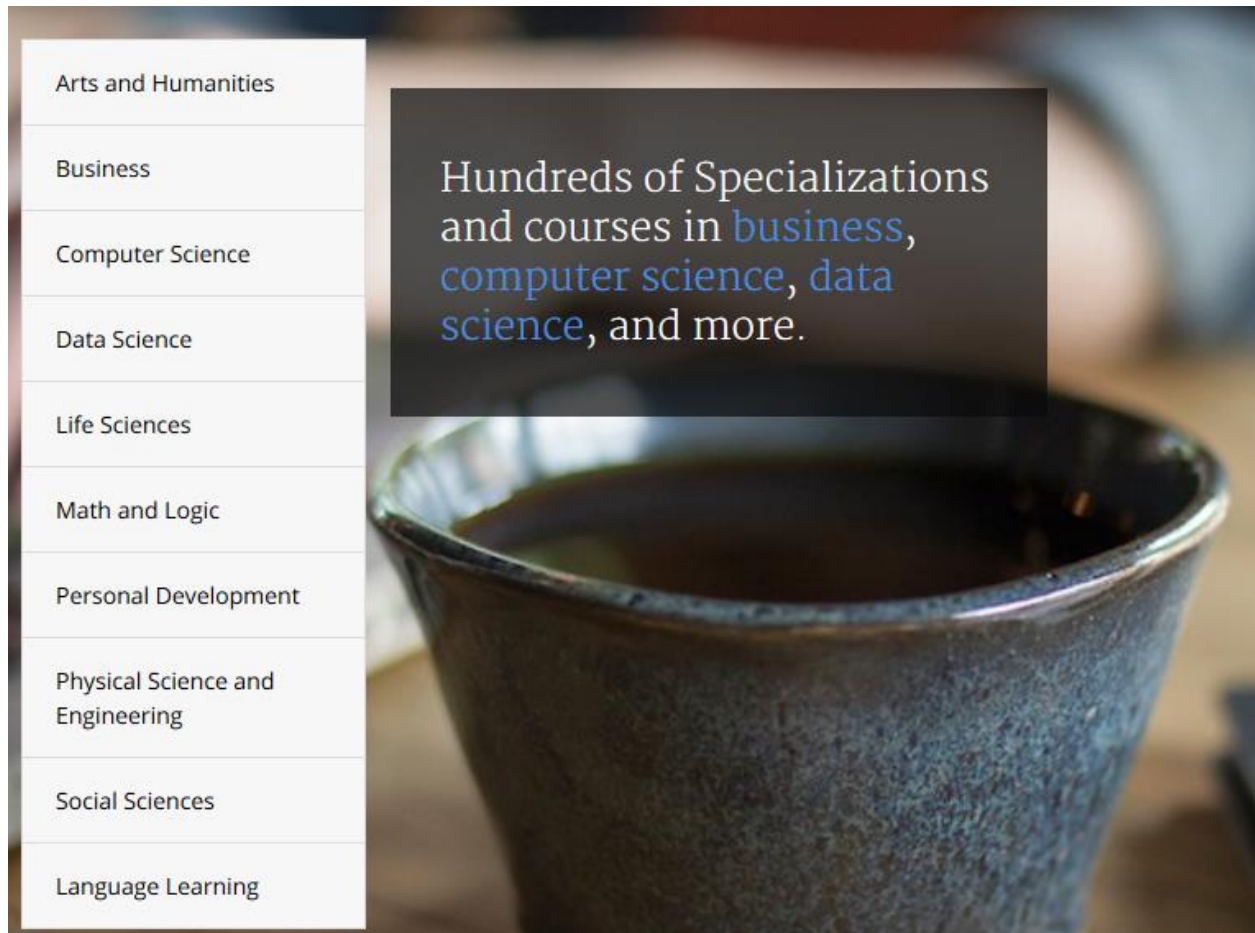 Arts and Humanities
Business
Computer Science
Data Science
Life Sciences
Math and Logic
Personal Development
Physical Science and
Engineering
Social Sciences
Language Learning
Hundreds of Specializations
and courses in business,
computer science, data
science, and more.